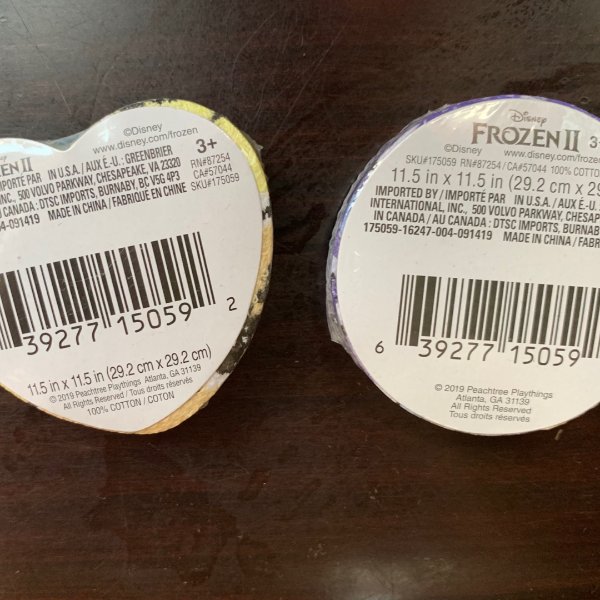 ©Disney
www.disney.com/frozen
EN II 3+
IN U.S.A./AUX É.-U.: GREENBRIER RN#87254
INC., 500 VOLVO PARKWAY, CHESAPEAKE, VA 23320 CA#57044
CANADA : DTSC IMPORTS, BURNABY, BC V5G 4P3 SKU#175059
-004-091419 MADE IN CHINA / FABRIQUÉ EN CHINE
39277 15059 2
11.5 in x 11.5 in (29.2 cm x 29.2 cm)
© 2019 Peachtree Playthings Atlanta, GA 31139
All Rights Reserved / Tous droits réservés
100% COTTON / COTON
Disney
FROZEN II 3
©Disney www.disney.com/froze
SKU#175059 RN#87254/CA#57044 100% COTTO
11.5 in x 11.5 in (29.2 cm x 29
IMPORTED BY / IMPORTÉ PAR IN U.S.A. / AUX É.-U.
INTERNATIONAL, INC., 500 VOLVO PARKWAY, CHESAP
IN CANADA / AU CANADA : DTSC IMPORTS, BURNAB
175059-16247-004-091419 MADE IN CHINA / FABR
6 39277 15059
© 2019 Peachtree Playthings
Atlanta, GA 31139
All Rights Reserved
Tous droits réservés